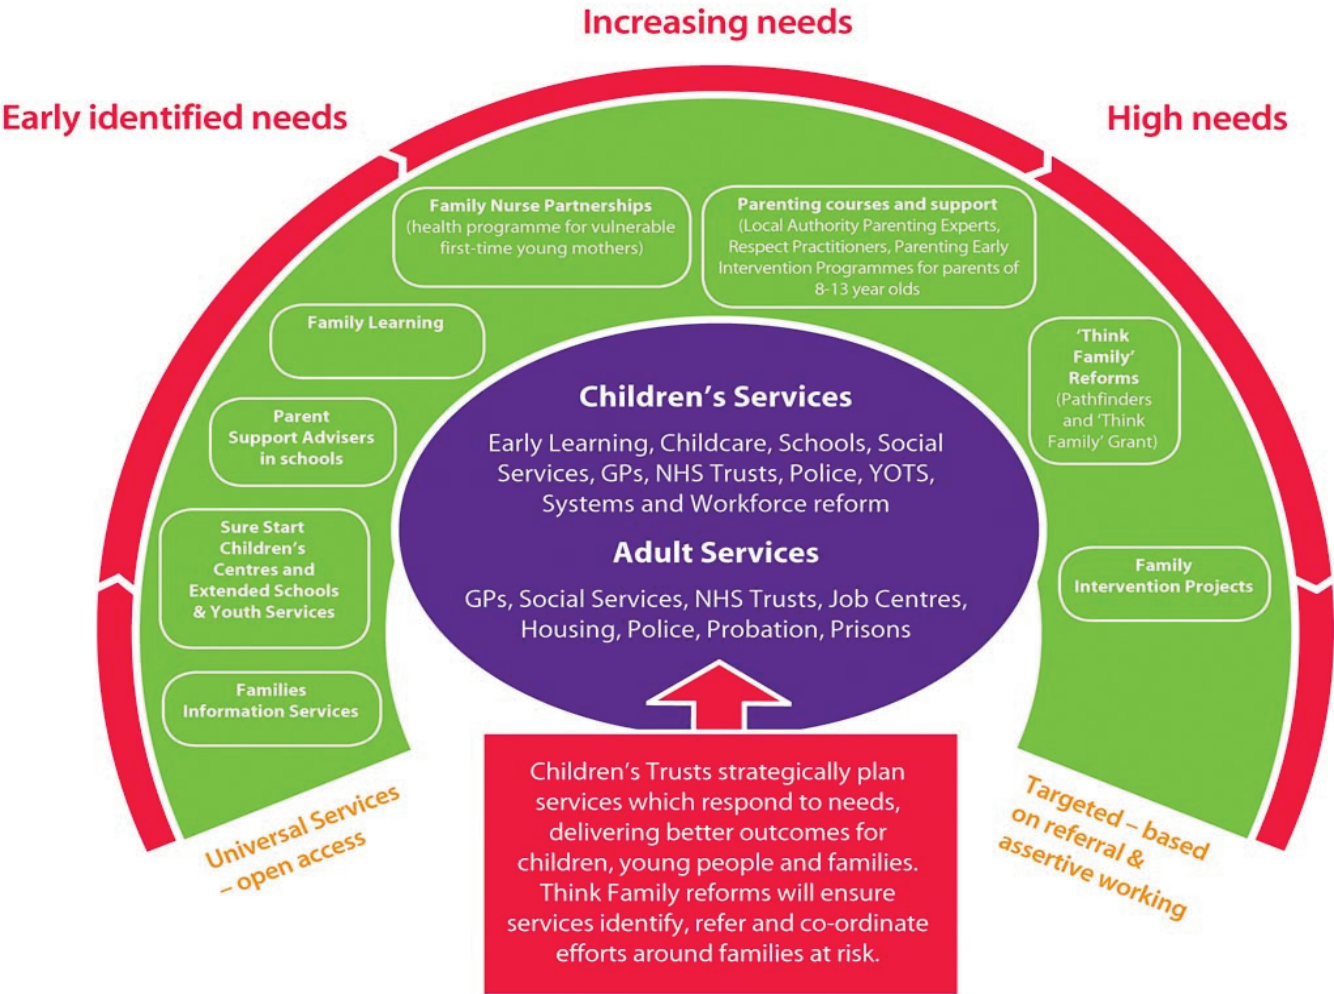 Increasing needs
Early identified needs
High needs
Family Nurse Partnerships
(health programme for vulnerable
first-time young mothers)
Parenting courses and support
(Local Authority Parenting Experts,
Respect Practitioners, Parenting Early
Intervention Programmes for parents of
8-13 year olds
Family Learning
‘Think
Family’
Reforms
(Pathfinders
and ‘Think
Family’ Grant)
Parent
Support Advisers
in schools
Sure Start
Children’s
Centres and
Extended Schools
& Youth Services
Family
Intervention Projects
Families
Information Services
Children’s Services
Early Learning, Childcare, Schools, Social
Services, GPs, NHS Trusts, Police, YOTS,
Systems and Workforce reform
Adult Services
GPs, Social Services, NHS Trusts, Job Centres,
Housing, Police, Probation, Prisons
Children’s Trusts strategically plan
services which respond to needs,
delivering better outcomes for
children, young people and families.
Think Family reforms will ensure
services identify, refer and co-ordinate
efforts around families at risk.
Universal Services
– open access
Targeted – based
on referral &
assertive working